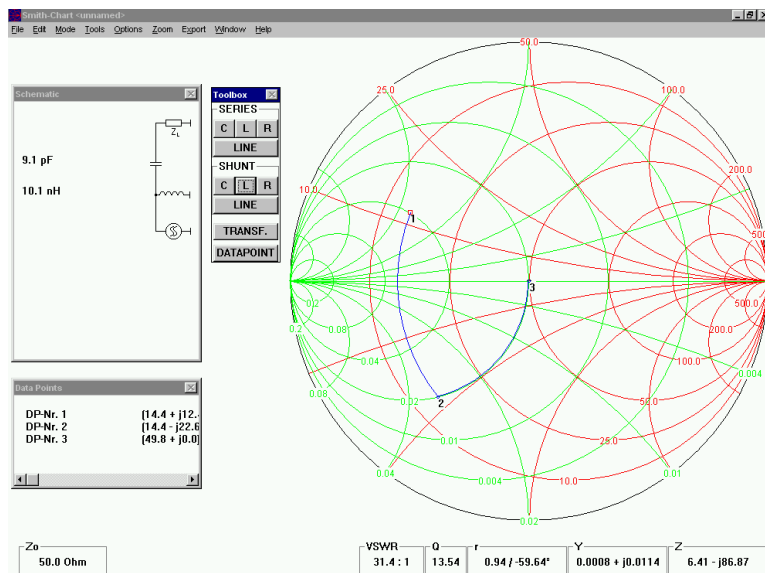 Smith-Chart <unnamed>
File Edit Mode Tools Options Zoom Export Window Help
Schematic
Z L
9.1 pF
10.1 nH
Toolbox
SERIES
C L R
LINE
SHUNT
C L R
LINE
TRANSF.
DATAPOINT
50.0
25.0
100.0
10.0
200.0
500
1
3
0.2
0.2
0.08
500.0
200.0
0.04
100.0
0.004
0.08
0.02
2
50.0
0.01
25.0
0.04
0.004
10.0
0.01
0.02
Data Points
DP-Nr. 1 (14.4 + j12.
DP-Nr. 2 (14.4 - j22.6
DP-Nr. 3 (49.8 + j0.0)
Zo
50.0 Ohm
VSWR
31.4 : 1
Q
13.54
r
0.94 / -59.64°
Y
0.0008 + j0.0114
Z
6.41 - j86.87